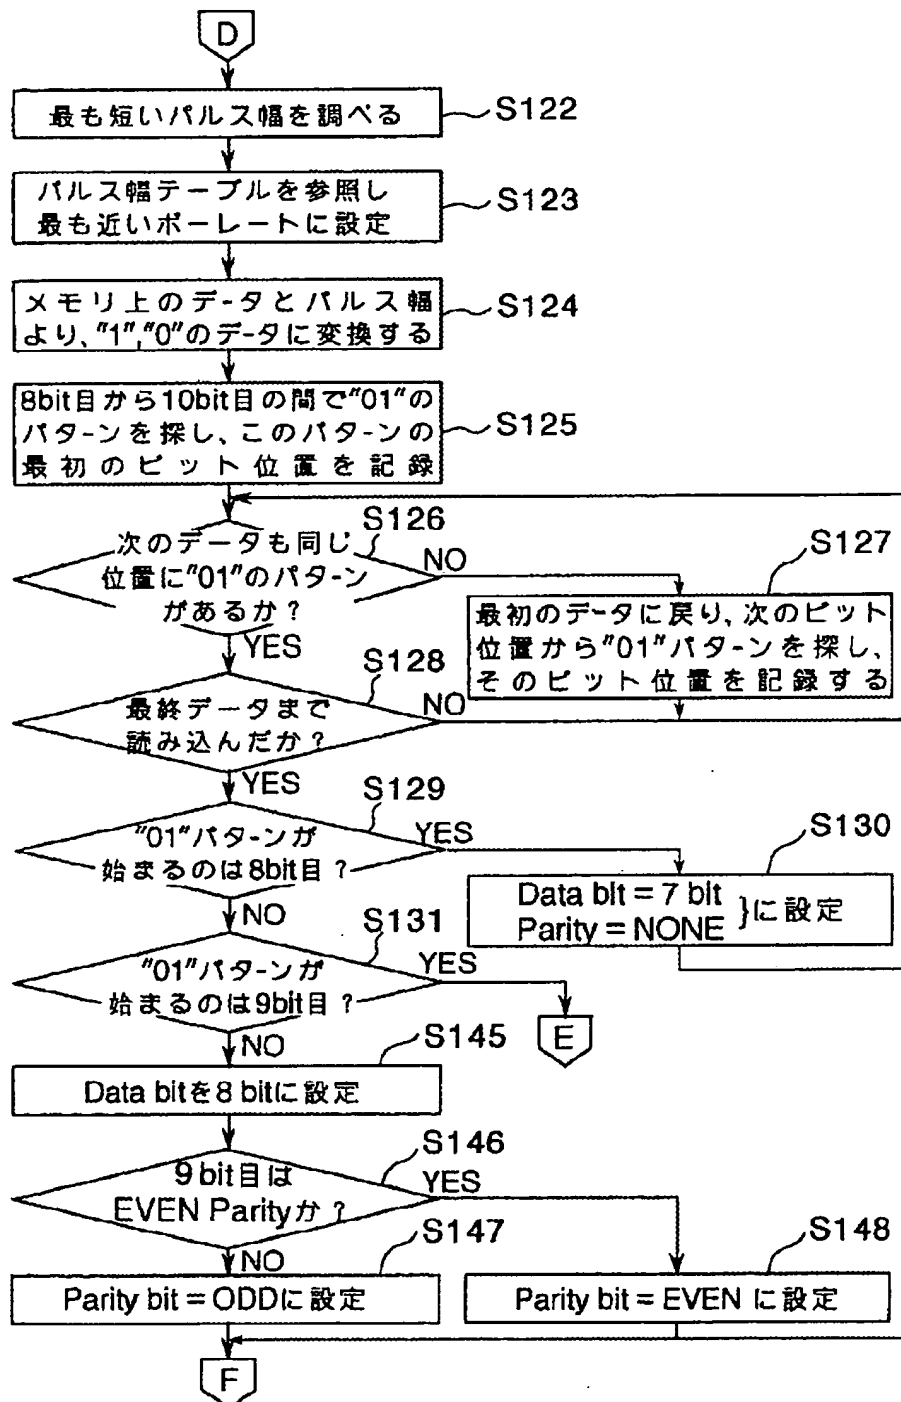 D
最も短いパルス幅を調べる
S122
パルス幅テーブルを参照し
最も近いボーレートに設定
S123
メモリ上のデータとパルス幅
より、"1","0"のデータに変換する
S124
8bit目から10bit目の間で"01"の
パターンを探し、このパターンの
最初のビット位置を記録
S125
S126
次のデータも同じ
位置に"01"のパターン
があるか?
NO
YES
S127
最初のデータに戻り、次のビット
位置から"01"パターンを探し、
そのビット位置を記録する
S128
最終データまで
読み込んだか?
NO
YES
S129
"01"パターンが
始まるのは8bit目?
YES
NO
S130
Data bit = 7 bit
Parity = NONE
}に設定
S131
"01"パターンが
始まるのは9bit目?
YES
NO
E
S145
Data bitを8 bitに設定
S146
9bit目は
EVEN Parityか?
YES
NO
S147
Parity bit = ODDに設定
S148
Parity bit = EVEN に設定
F